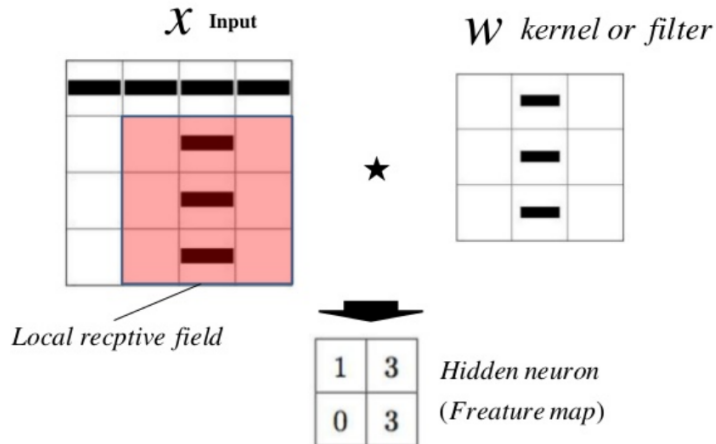 x Input
w kernel or filter
★
Local recptive field
1 3
Hidden neuron
0 3
(Freature map)